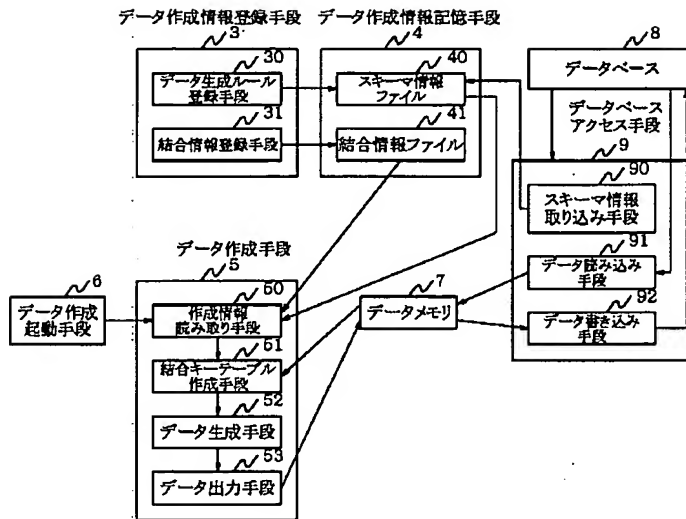 データ作成情報登録手段
3
30
データ生成ルール
登録手段
31
結合情報登録手段
データ作成情報記憶手段
4
40
スキーマ情報
ファイル
41
結合情報ファイル
8
データベース
データベース
アクセス手段
9
90
スキーマ情報
取り込み手段
91
データ読み込み
手段
92
データ書き込み
手段
6
データ作成
起動手段
データ作成手段
5
50
作成情報
読み取り手段
51
結合キーテーブル
作成手段
52
データ生成手段
53
データ出力手段
7
データメモリ